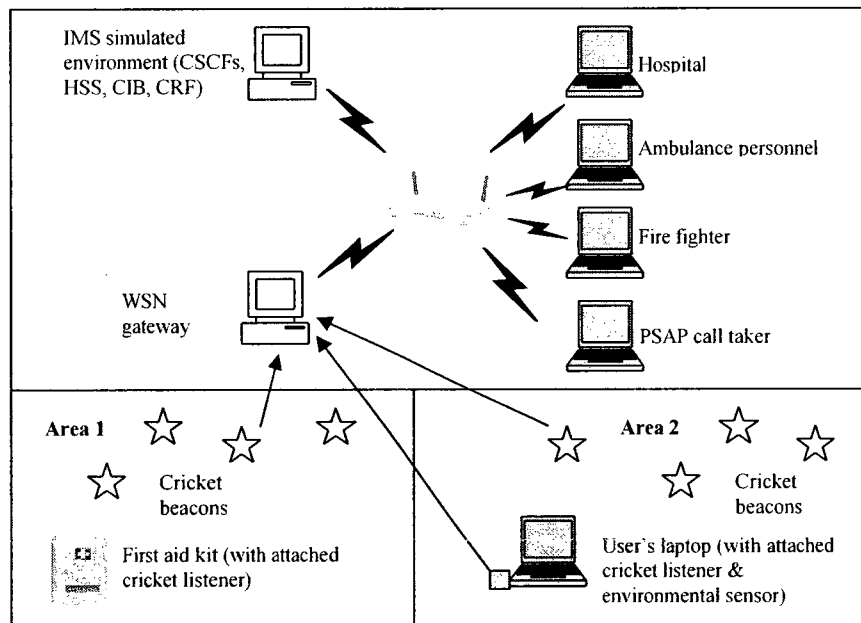 IMS simulated
environment (CSCFs,
HSS, CIB, CRF)
Hospital
Ambulance personnel
Fire fighter
PSAP call taker
WSN
gateway
Area 1
Cricket
beacons
First aid kit (with attached
cricket listener)
Area 2
Cricket
beacons
User's laptop (with attached
cricket listener &
environmental sensor)